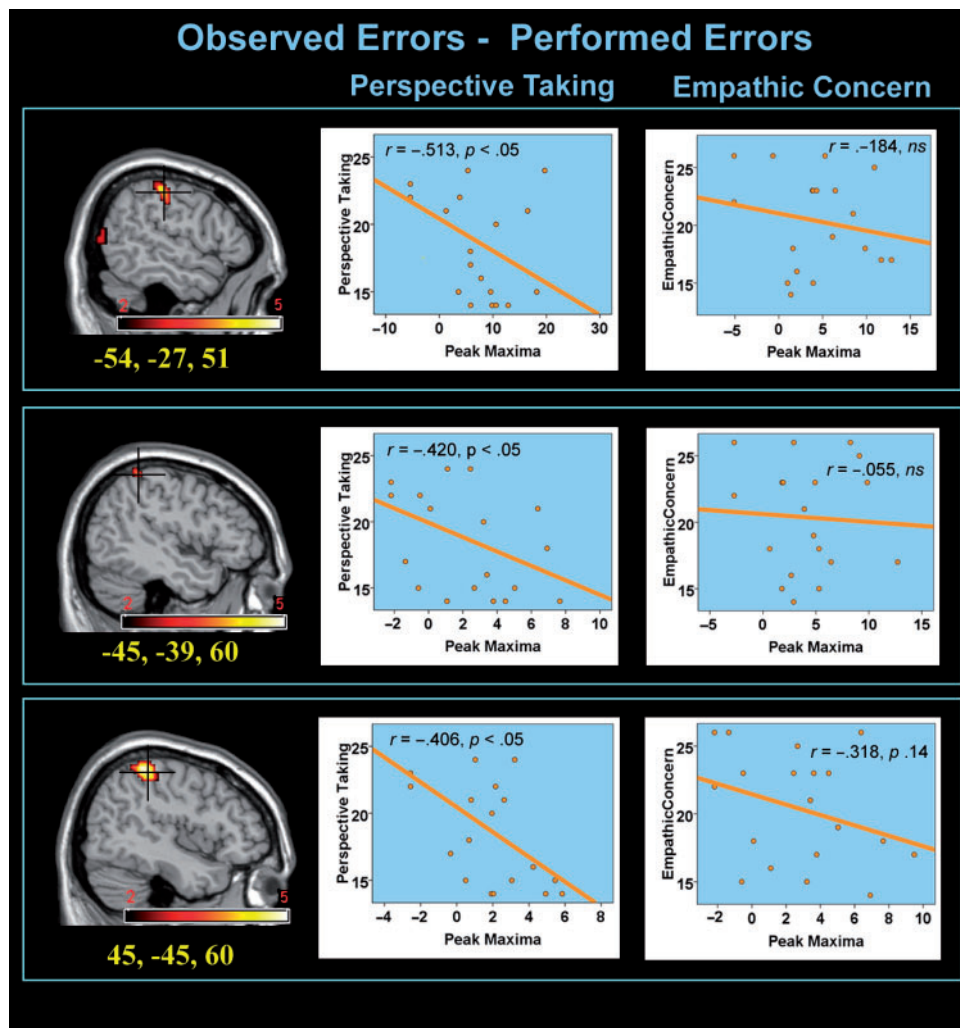 Observed Errors - Performed Errors
Perspective Taking
Empathic Concern
2
5
-54, -27, 51
r = –.513, p < .05
Perspective Taking
25
20
15
–10
0
10
20
30
Peak Maxima
r = .-184, ns
EmpathicConcern
25
20
15
–5
0
5
10
15
Peak Maxima
2
5
-45, -39, 60
r = –.420, p < .05
Perspective Taking
25
20
15
–2
0
2
4
6
8
10
Peak Maxima
r = –.055, ns
EmpathicConcern
25
20
15
–5
0
5
10
15
Peak Maxima
2
5
45, -45, 60
r = –.406, p < .05
Perspective Taking
25
20
15
–4
–2
0
2
4
6
8
Peak Maxima
r = –.318, p .14
EmpathicConcern
25
20
15
–2
0
2
4
6
8
10
Peak Maxima